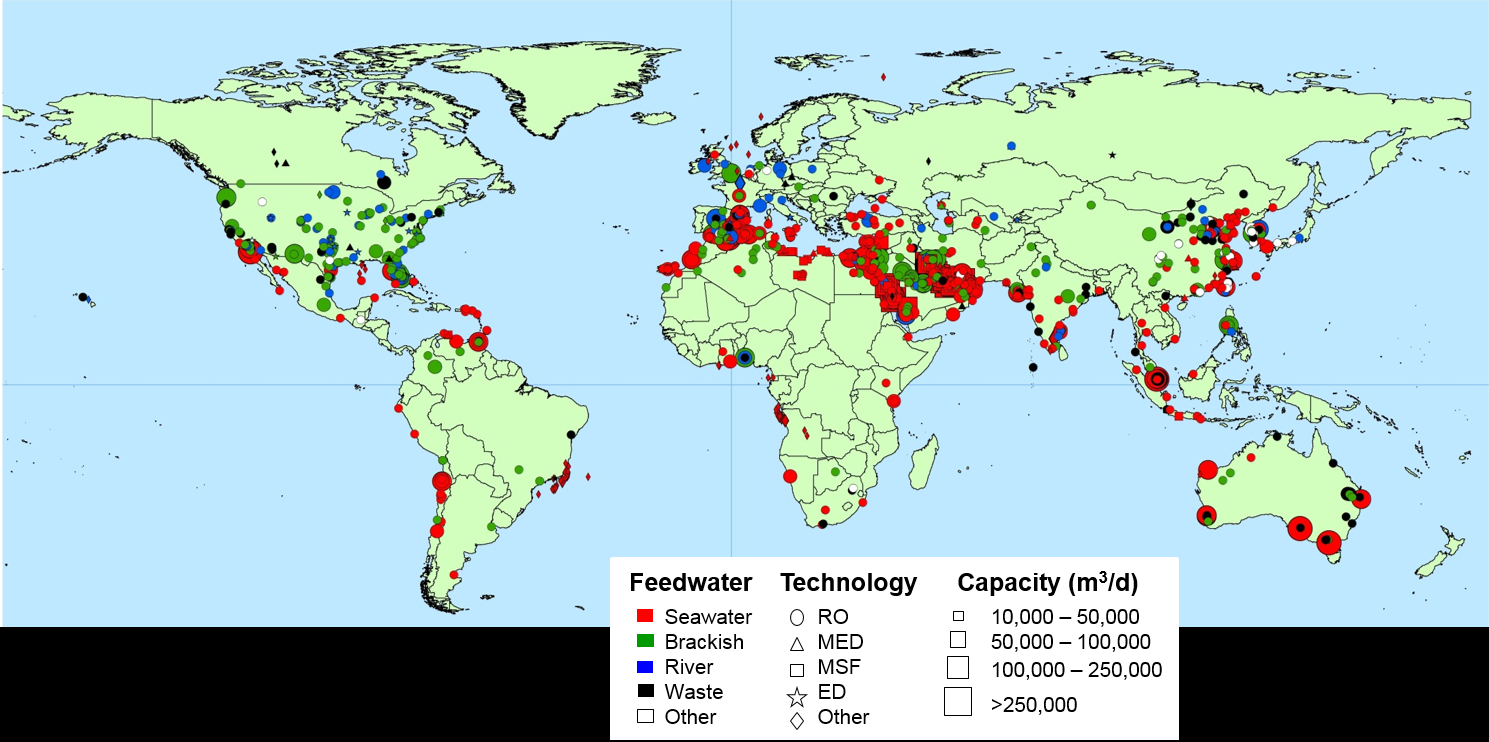 Feedwater Technology Capacity (m³/d)
Seawater RO 10,000 – 50,000
Brackish MED 50,000 – 100,000
River MSF 100,000 – 250,000
Waste ED >250,000
Other Other